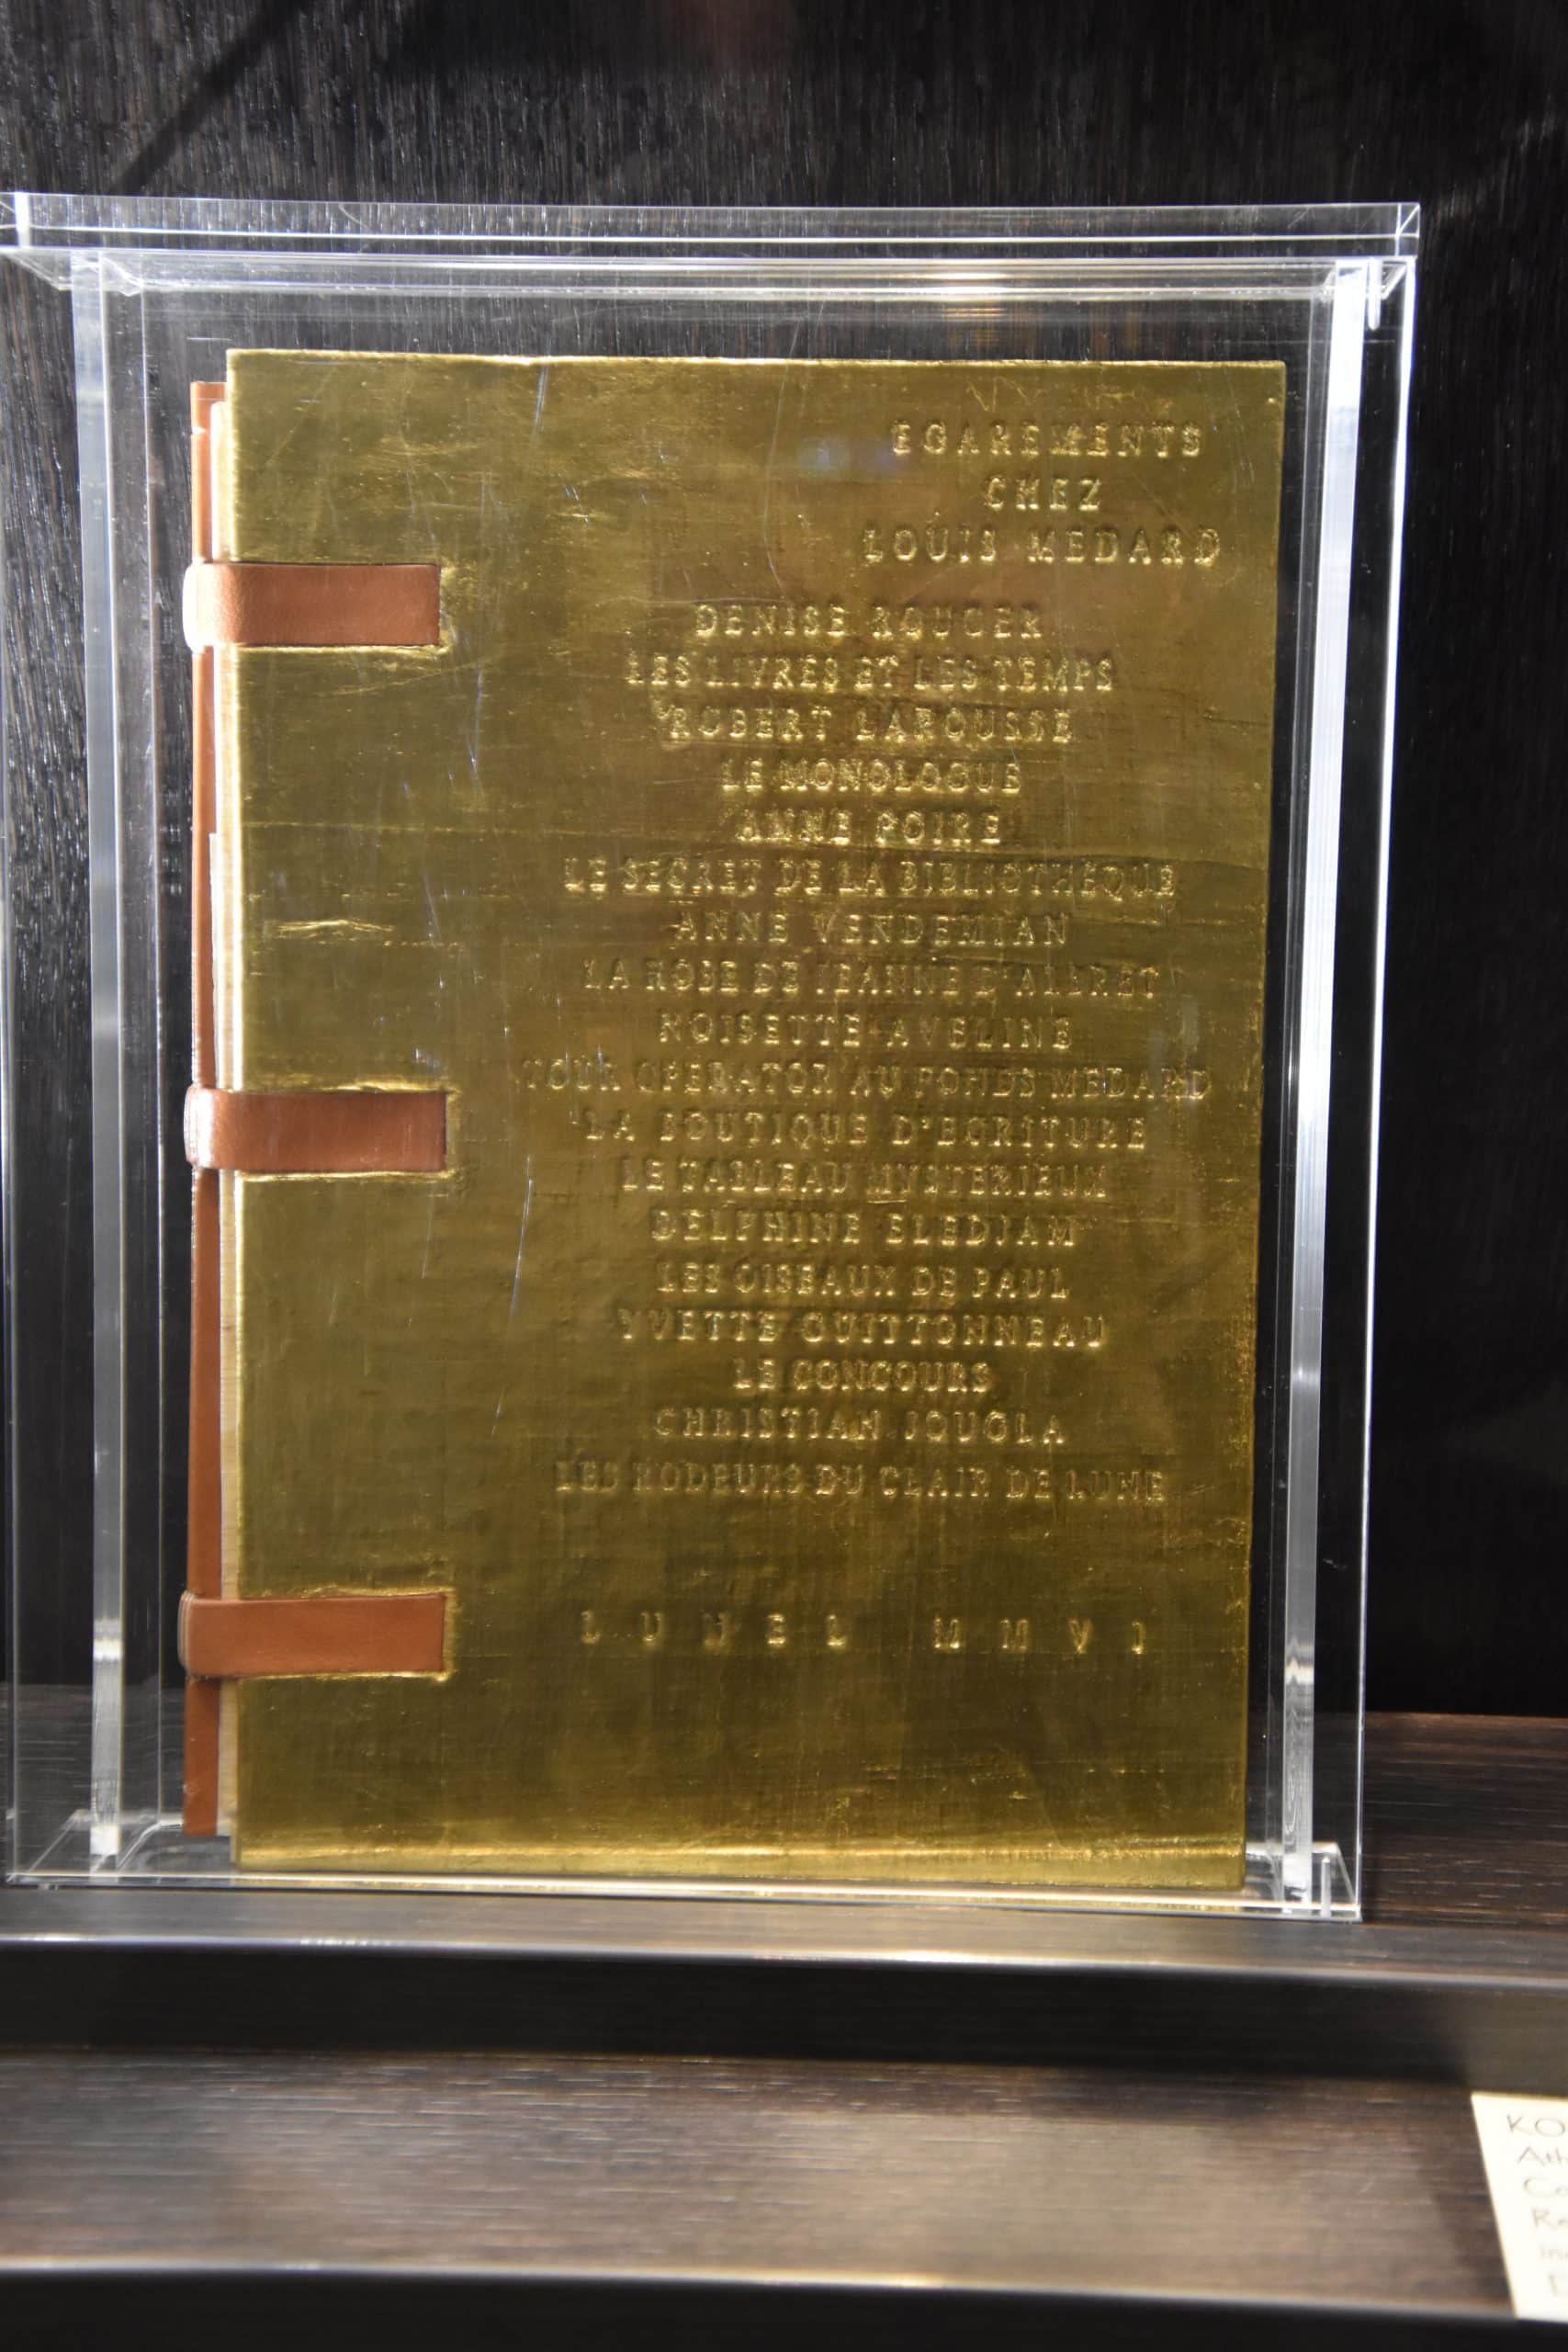 EGAREMENTS
CHEZ
LOUIS MEDARD
DENISE ROUGER
LES LIVRES ET LES TEMPS
ROBERT LAROUSSE
LE MONOLOGUE
ANNE POIRE
LE SECRET DE LA BIBLIOTHEQUE
ANNE VENDEMIAN
LA ROBE DE JEANNE D'ALBRET
NOISETTE AVELINE
TOUR OPERATOR AU FONDS MEDARD
LA BOUTIQUE D'ECRITURE
LE TABLEAU MYSTERIEUX
DELPHINE ELEDJAM
LES OISEAUX DE PAUL
YVETTE GUITTONNEAU
LE CONCOURS
CHRISTIAN JOUGLA
LES RODEURS DU CLAIR DE LUNE
LUNEL MMVI